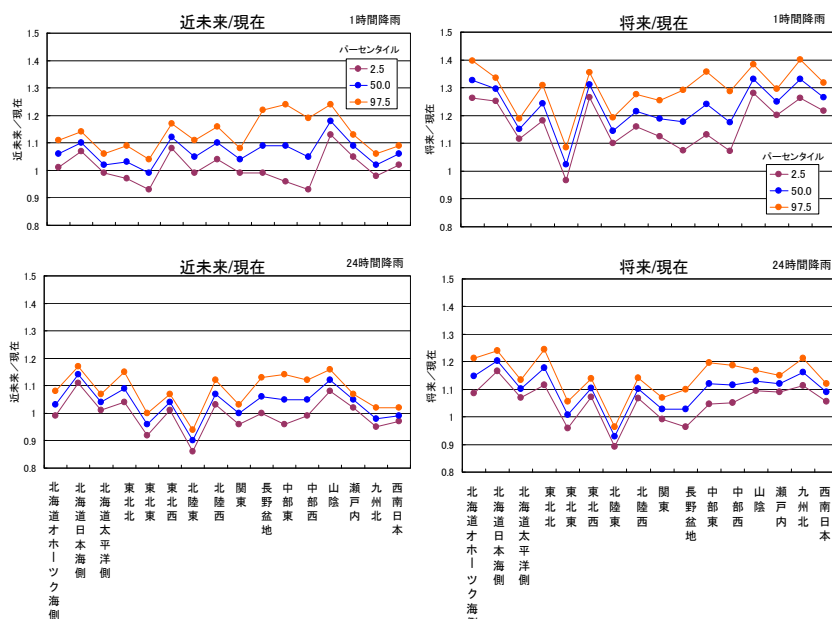 近未来/現在
1時間降雨
近未来/現在
1.5
1.4
1.3
1.2
1.1
1
0.9
0.8
パーセンタイル
2.5
50.0
97.5
将来/現在
1時間降雨
将来/現在
1.5
1.4
1.3
1.2
1.1
1
0.9
0.8
パーセンタイル
2.5
50.0
97.5
近未来/現在
24時間降雨
近未来/現在
1.5
1.4
1.3
1.2
1.1
1
0.9
0.8
北海道オホーツク海側
北海道日本海側
北海道太平洋側
東北北
東北東
東北西
北陸東
北陸西
関東
長野盆地
中部東
中部西
山陰
瀬戸内
九州北
西南日本
将来/現在
24時間降雨
将来/現在
1.5
1.4
1.3
1.2
1.1
1.0
0.9
0.8
北海道オホーツク海側
北海道日本海側
北海道太平洋側
東北北
東北東
東北西
北陸東
北陸西
関東
長野盆地
中部東
中部西
山陰
瀬戸内
九州北
西南日本